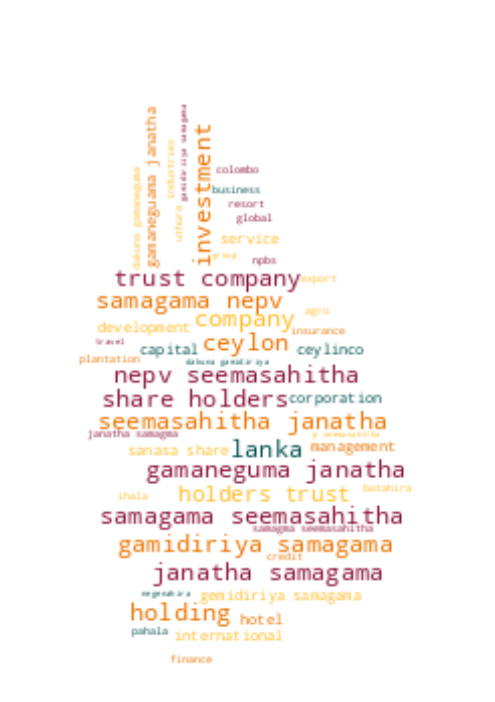 dakuna gamaneguma
gamaneguama janatha
industries
uthura
gamidiriya samagama
investment
colombo
business
resort
global
service
group
npbs
trust company
export
samagama nepv
agro
company
development
insurance
travel
capital
ceylon
ceylinco
plantation
dakuna gamidiriya
nepv seemasahitha
share holders
corporation
seemasahitha janatha
janatha samagma
p seemasahitha
sanasa share
lanka
management
gamaneguma janatha
ihala
holders trust
batahira
samagama seemasahitha
samagma seemasahitha
gamidiriya samagama
credit
janatha samagama
negenahira
gemidiriya samagama
holding
hotel
pahala
international
finance